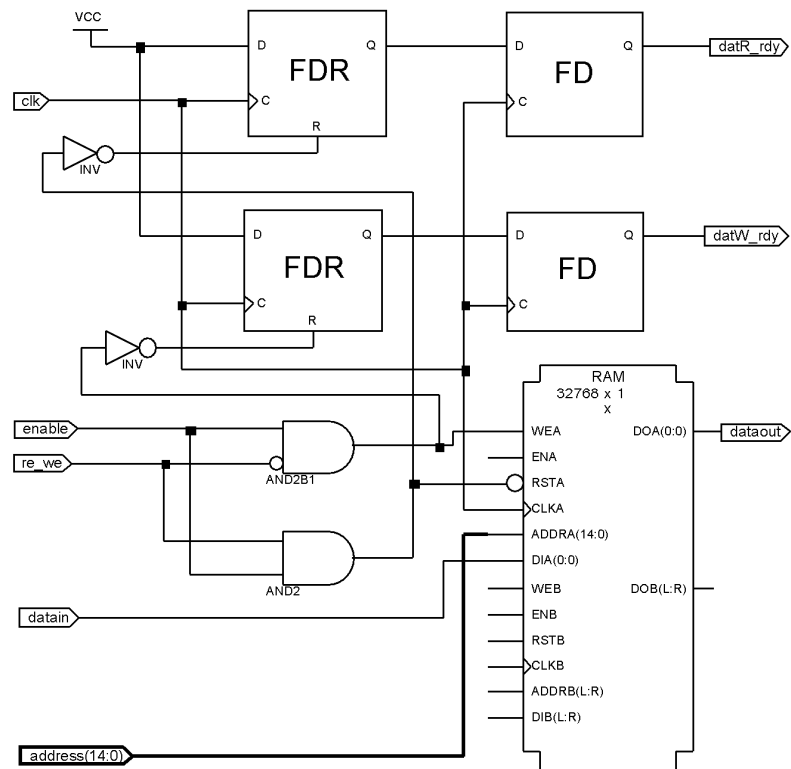 VCC
D
Q
FDR
C
R
D
Q
FD
C
datR_rdy
clk
INV
D
Q
FDR
C
R
D
Q
FD
C
datW_rdy
INV
RAM
32768 x 1
x
enable
re_we
AND2B1
AND2
datain
address(14:0)
WEA
ENA
RSTA
CLKA
ADDRA(14:0)
DIA(0:0)
WEB
ENB
RSTB
CLKB
ADDRB(L:R)
DIB(L:R)
DOA(0:0)
DOB(L:R)
dataout